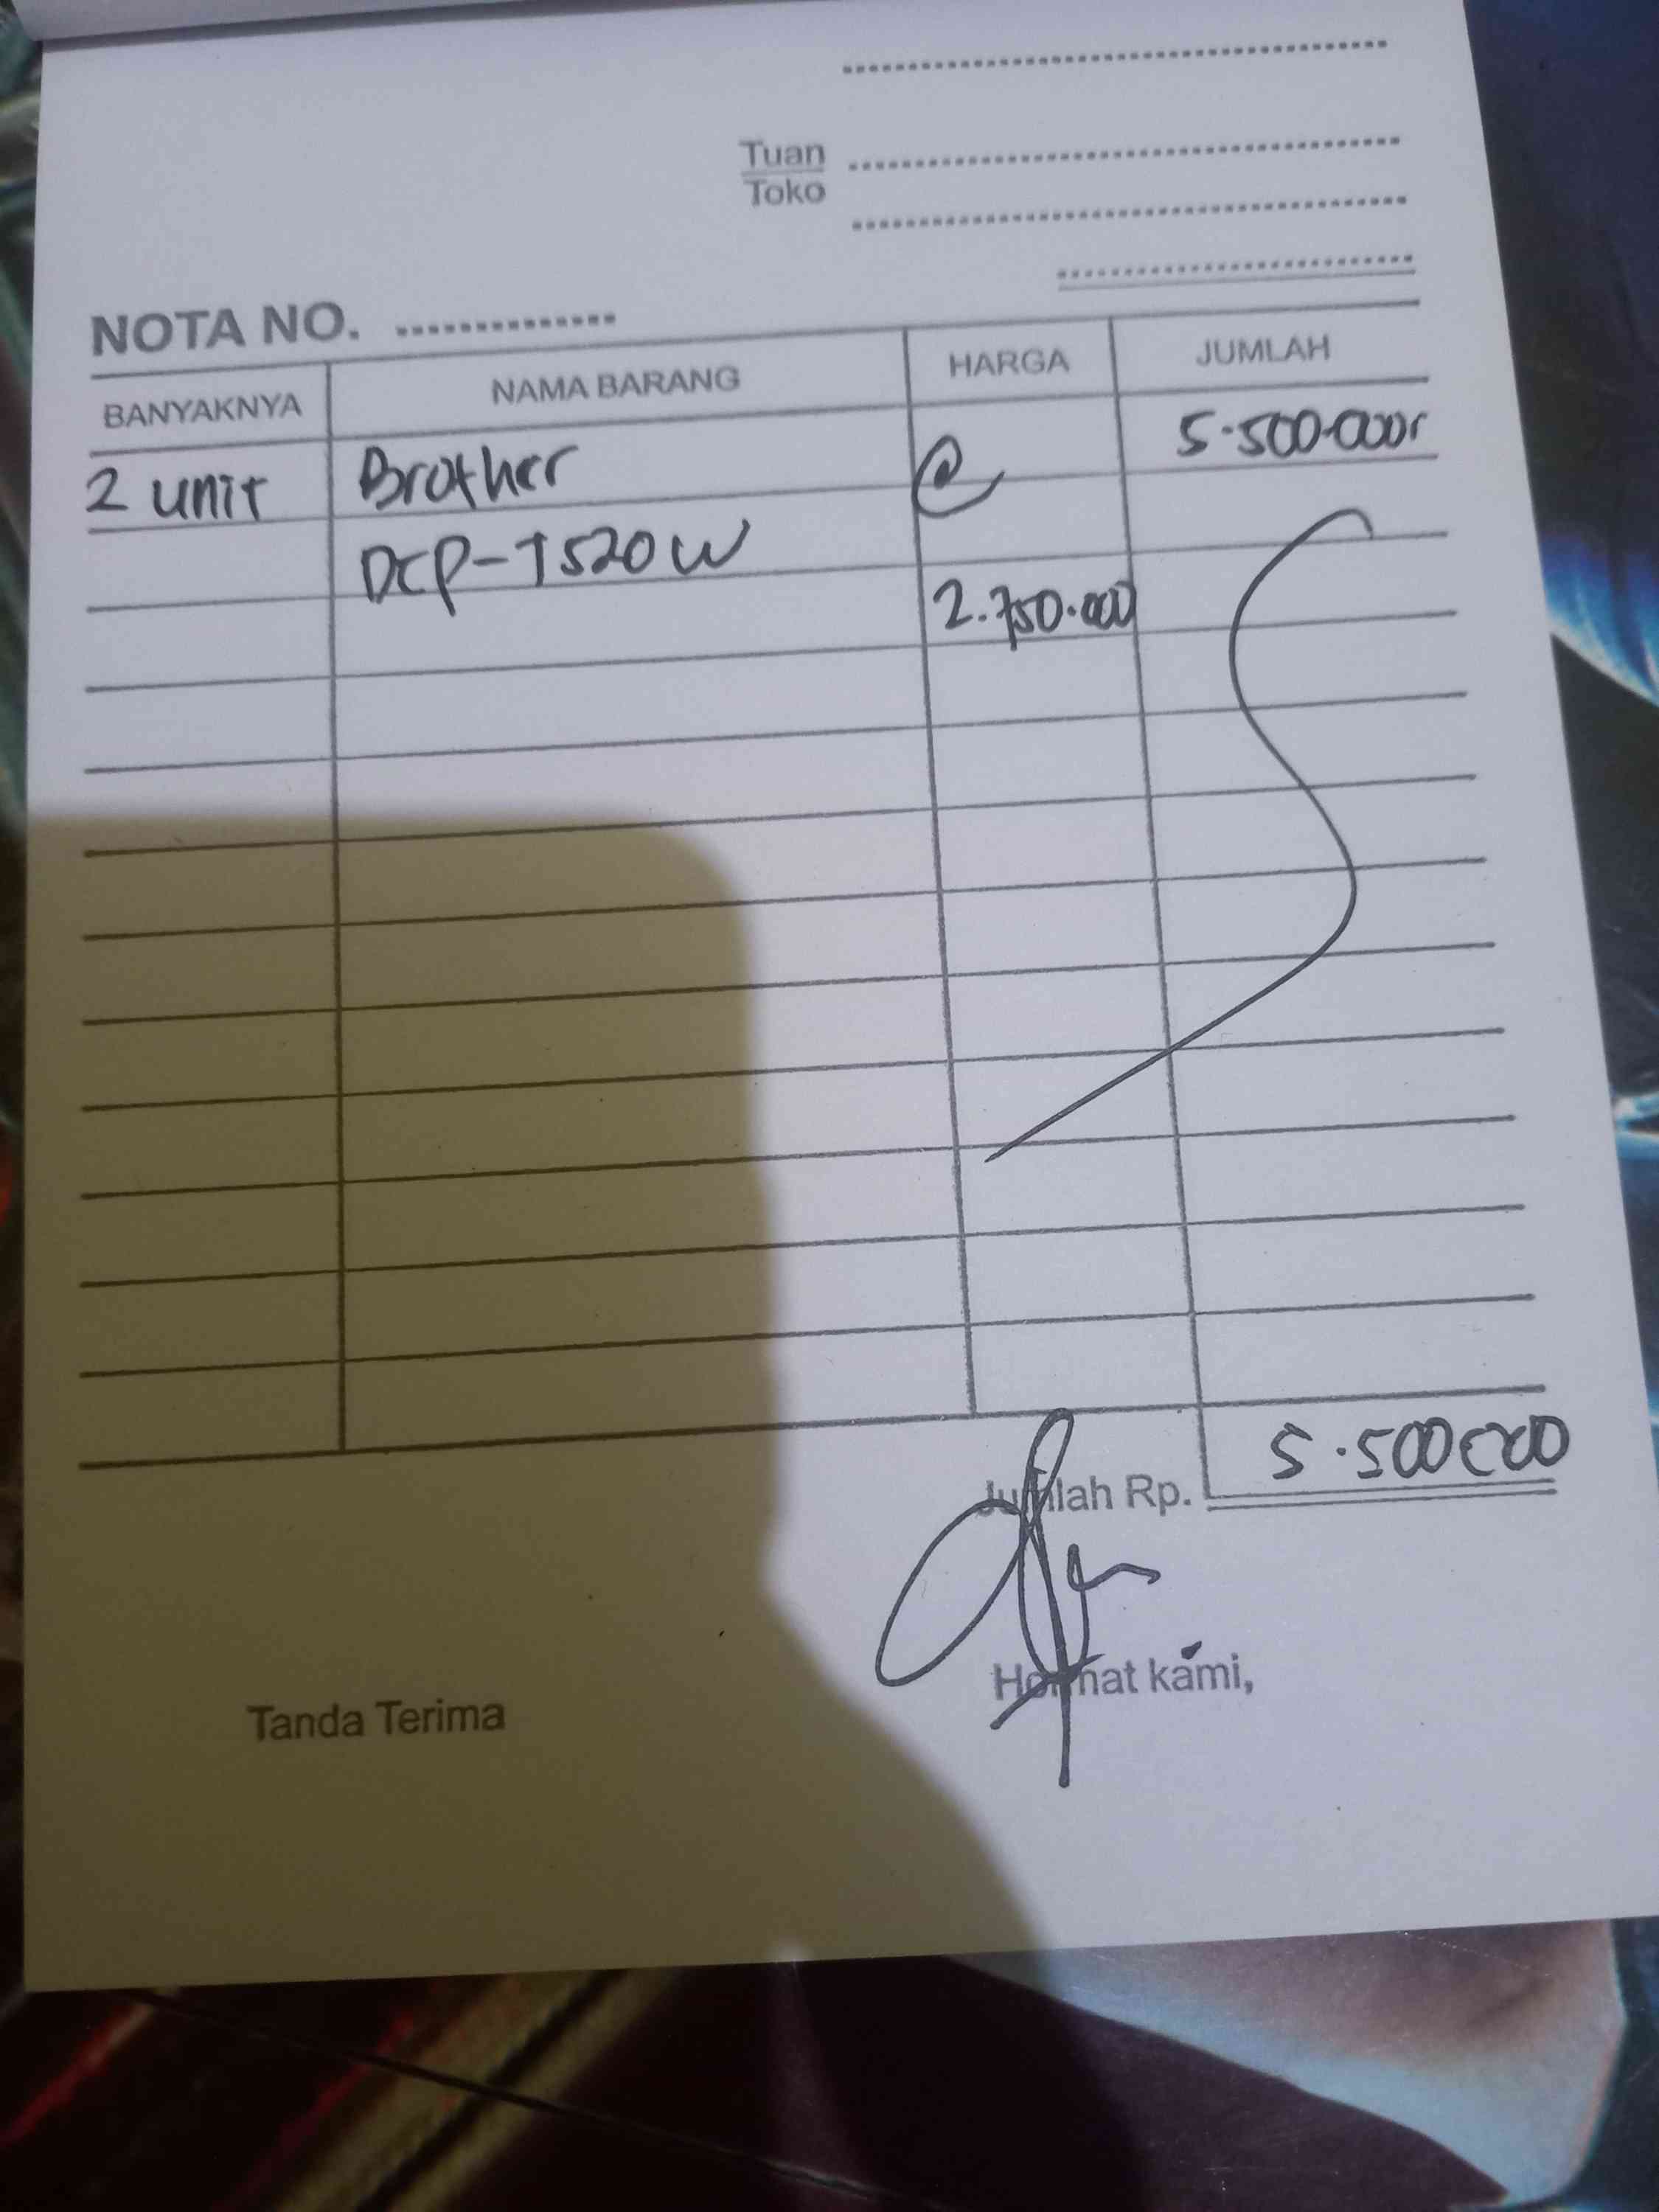 Tuan
Toko
NOTA NO.
BANYAKNYA NAMA BARANG HARGA JUMLAH
2 unit Brother @ 5.500.000,
DCP-T520W
2.750.000
Jumlah Rp. 5.500.000
Hormat kami,
Tanda Terima